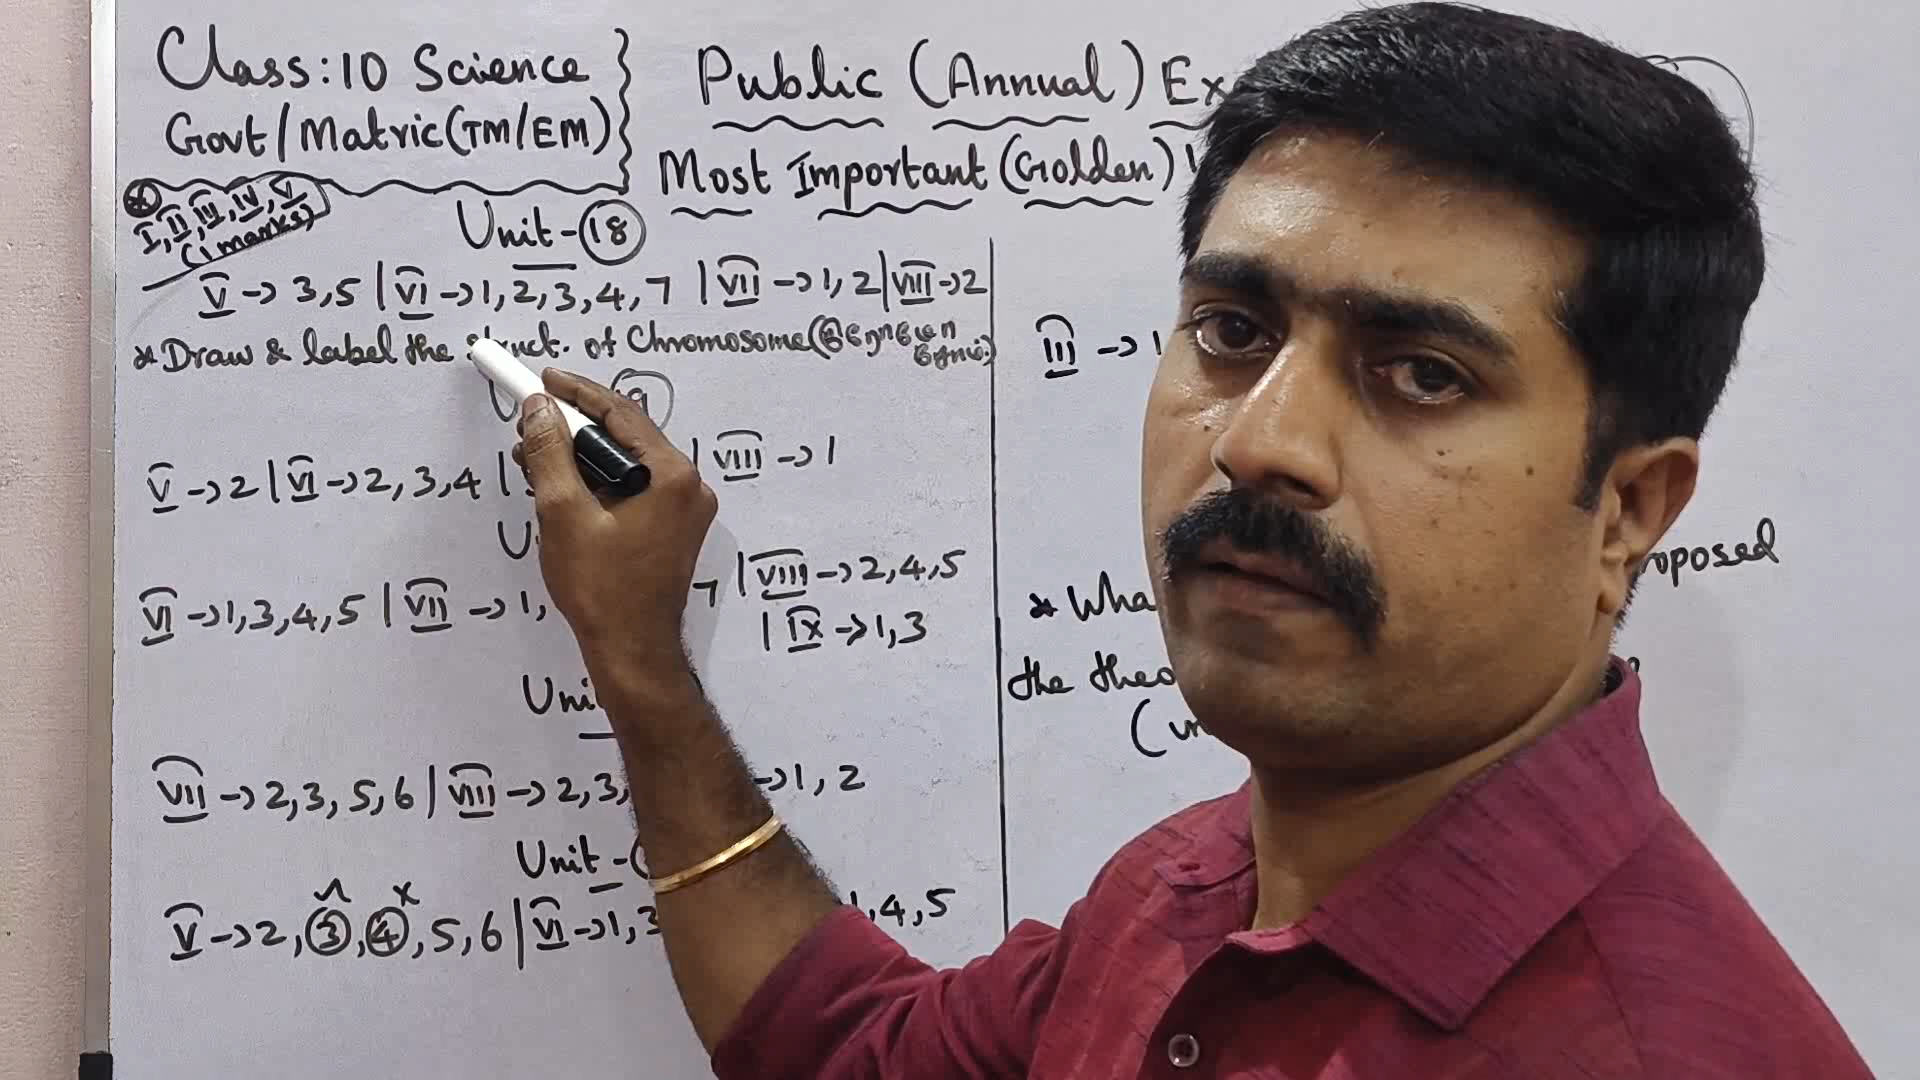 Class: 10 Science
Govt/Matric (TM/EM)
Public (Annual) Ex
Most Important (Golden)
I, II, III, IV, V
(1 marks)
Unit - 18
V → 3, 5 | VI → 1, 2, 3, 4, 7 | VII → 1, 2 | VIII → 2
* Draw & label the struct. of Chromosome
V → 2 | VI → 2, 3, 4 | | VIII → 1
VI → 1, 3, 4, 5 | VII → 1, 7 | VIII → 2, 4, 5
| IX → 1, 3
Unit
VII → 2, 3, 5, 6 | VIII → 2, 3, → 1, 2
Unit -
V → 2, 3, 4, 5, 6 | VI → 1, 3 4, 5
III → 1
* Wha oposed
the theo